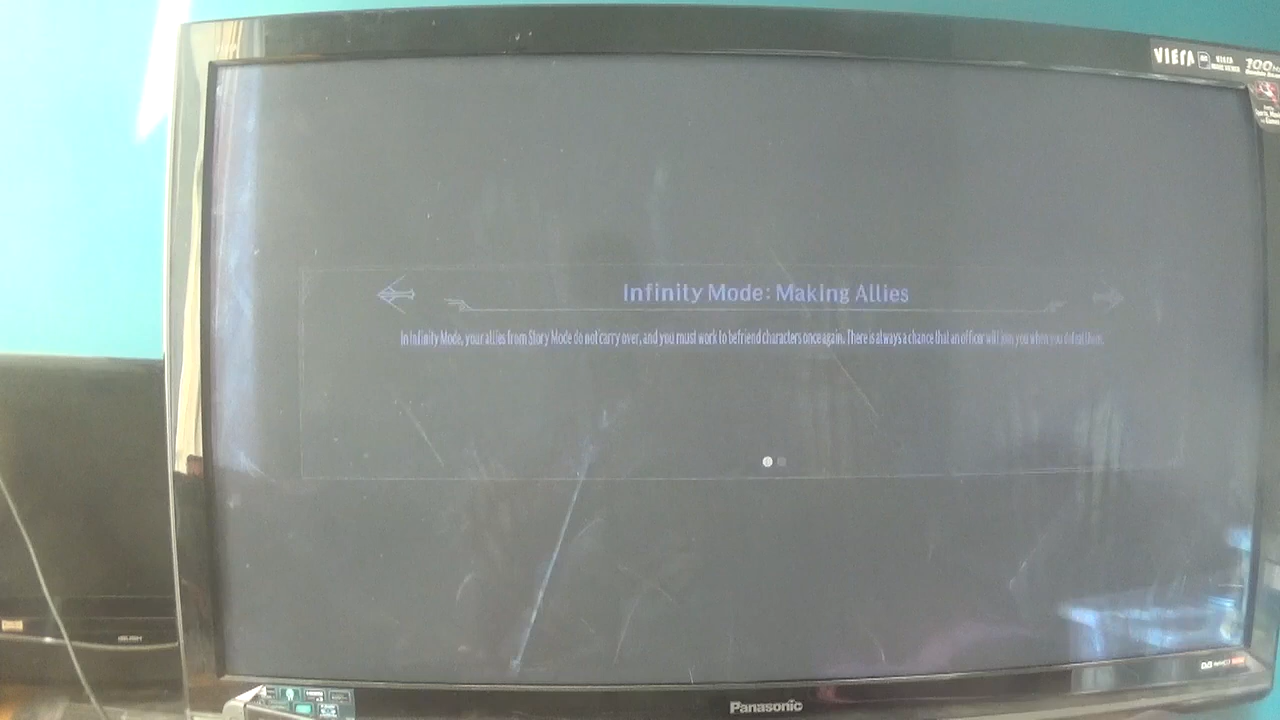 VIErA
100
Infinity Mode: Making Allies
In Infinity Mode, your allies from Story Mode do not carry over, and you must work to befriend characters once again. There is always a chance that an officer will join you when you defeat them.
BUSH
Panasonic